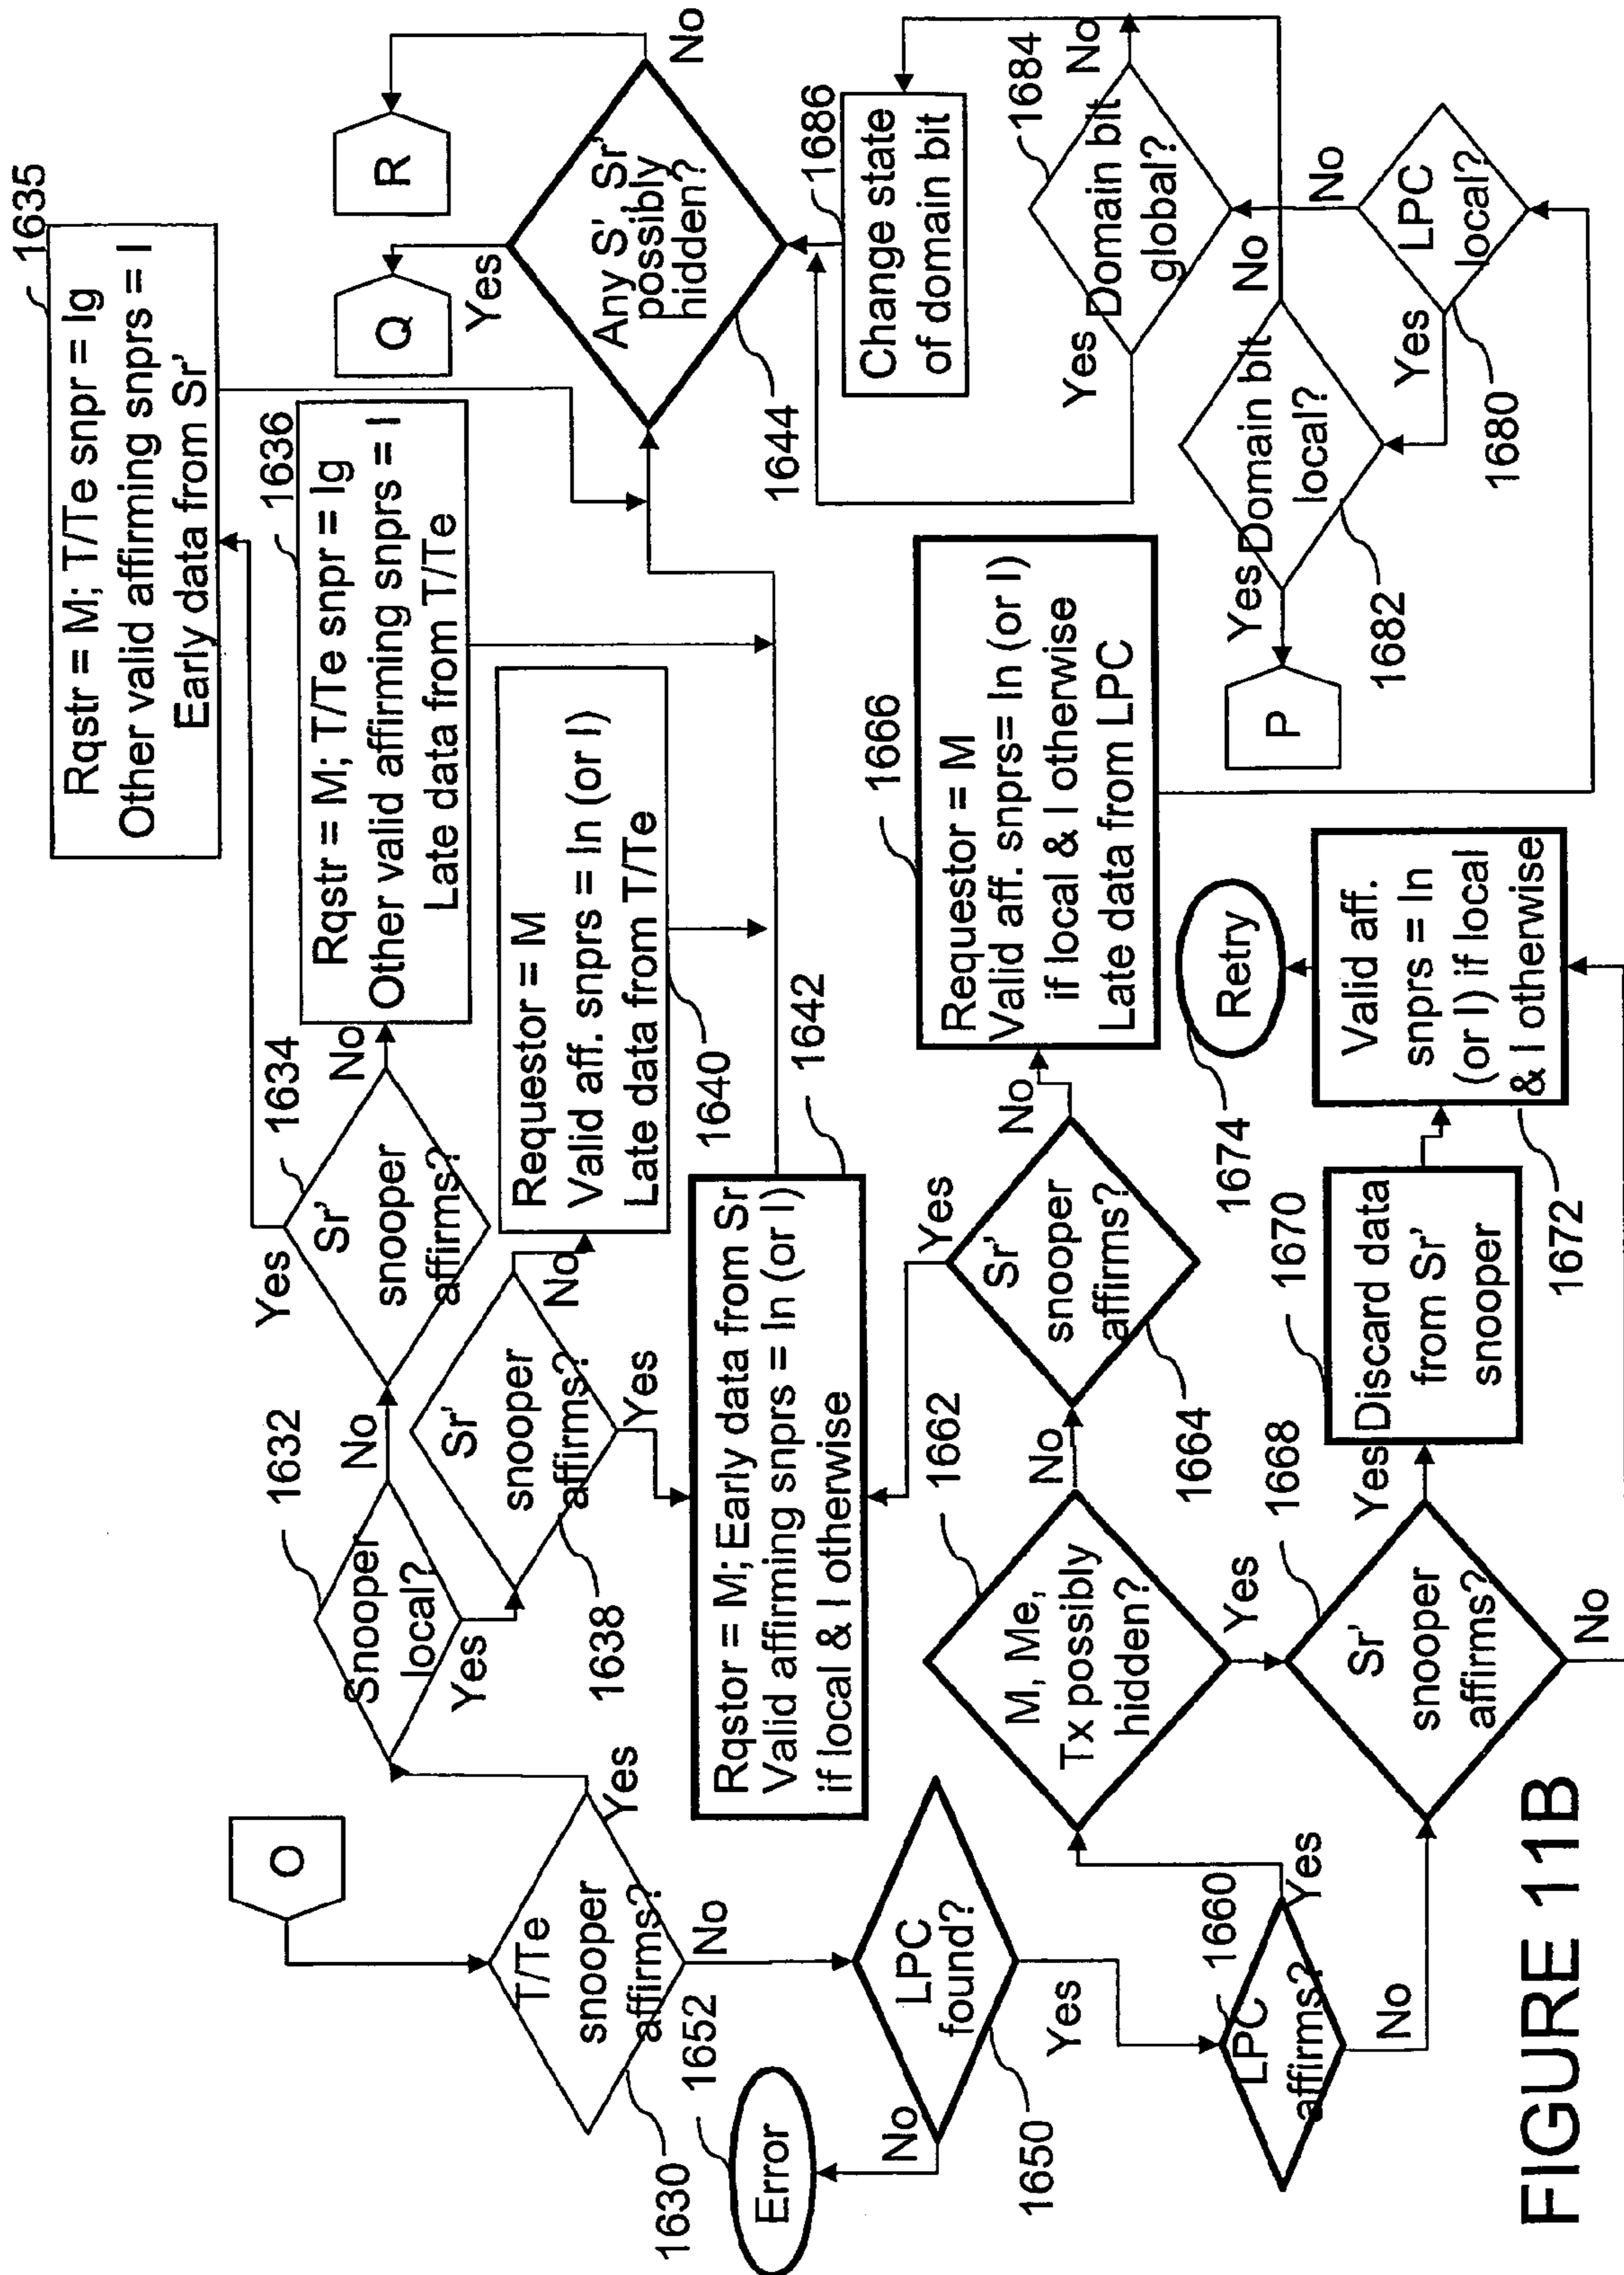 O
T/Te
snooper
affirms?
1630
Yes
No
Snooper
local?
1632
No
Yes
Sr'
snooper
affirms?
1634
Yes
No
Rqstr = M; T/Te snpr = Ig
Other valid affirming snprs = I
Early data from Sr'
1635
Rqstr = M; T/Te snpr = Ig
Other valid affirming snprs = I
Late data from T/Te
1636
Sr'
snooper
affirms?
1638
No
Yes
Requestor = M
Valid aff. snprs = In (or I)
Late data from T/Te
1640
Rqstor = M; Early data from Sr
Valid affirming snprs = In (or I)
if local & I otherwise
1642
Any S' Sr'
possibly
hidden?
1644
Yes
No
Q
R
LPC
found?
1650
No
Yes
Error
1652
LPC
affirms?
1660
Yes
No
M, Me,
Tx possibly
hidden?
1662
No
Yes
Sr'
snooper
affirms?
1664
Yes
No
Requestor = M
Valid aff. snprs= In (or I)
if local & I otherwise
Late data from LPC
1666
Sr'
snooper
affirms?
1668
Yes
No
Discard data
from Sr'
snooper
1670
Valid aff.
snprs = In
(or I) if local
& I otherwise
1672
Retry
1674
LPC
local?
1680
Yes
No
Domain bit
local?
1682
Yes
No
P
Domain bit
global?
1684
Yes
No
Change state
of domain bit
1686
FIGURE 11B